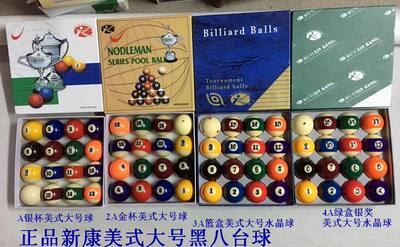 NODLEMAN
SERIES POOL BALL
Billiard Balls
Tournament
Billiard balls
A银杯美式大号球
2A金杯美式大号球
3A蓝盒美式大号水晶球
4A绿盒银奖
美式大号水晶球
正品新康美式大号黑八台球